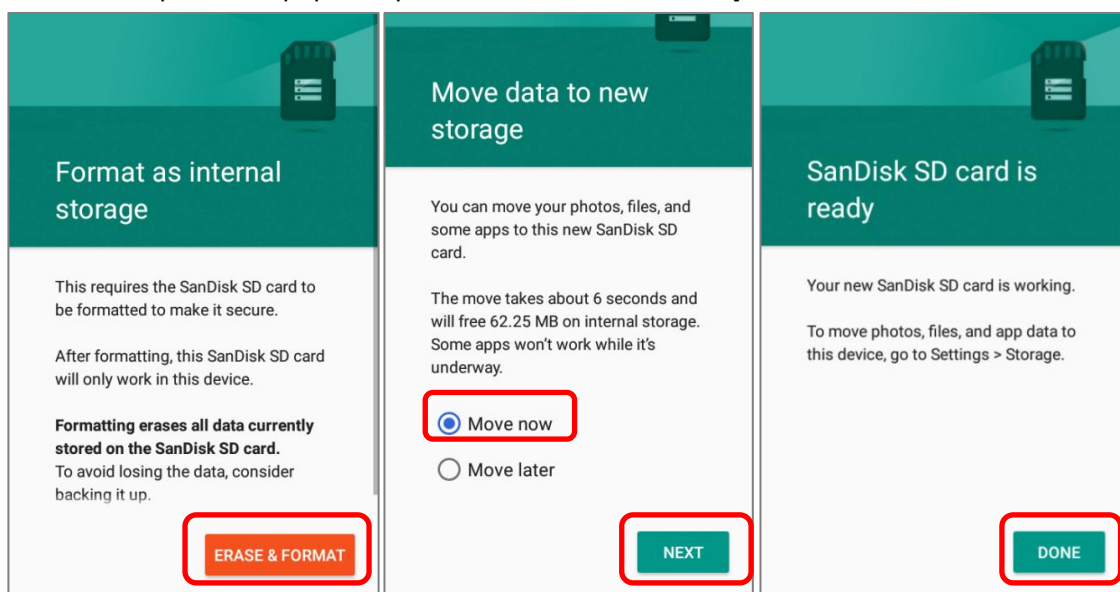 Format as internal
storage
This requires the SanDisk SD card to
be formatted to make it secure.
After formatting, this SanDisk SD card
will only work in this device.
Formatting erases all data currently
stored on the SanDisk SD card.
To avoid losing the data, consider
backing it up.
ERASE & FORMAT
Move data to new
storage
You can move your photos, files, and
some apps to this new SanDisk SD
card.
The move takes about 6 seconds and
will free 62.25 MB on internal storage.
Some apps won't work while it's
underway.
Move now
Move later
NEXT
SanDisk SD card is
ready
Your new SanDisk SD card is working.
To move photos, files, and app data to
this device, go to Settings > Storage.
DONE